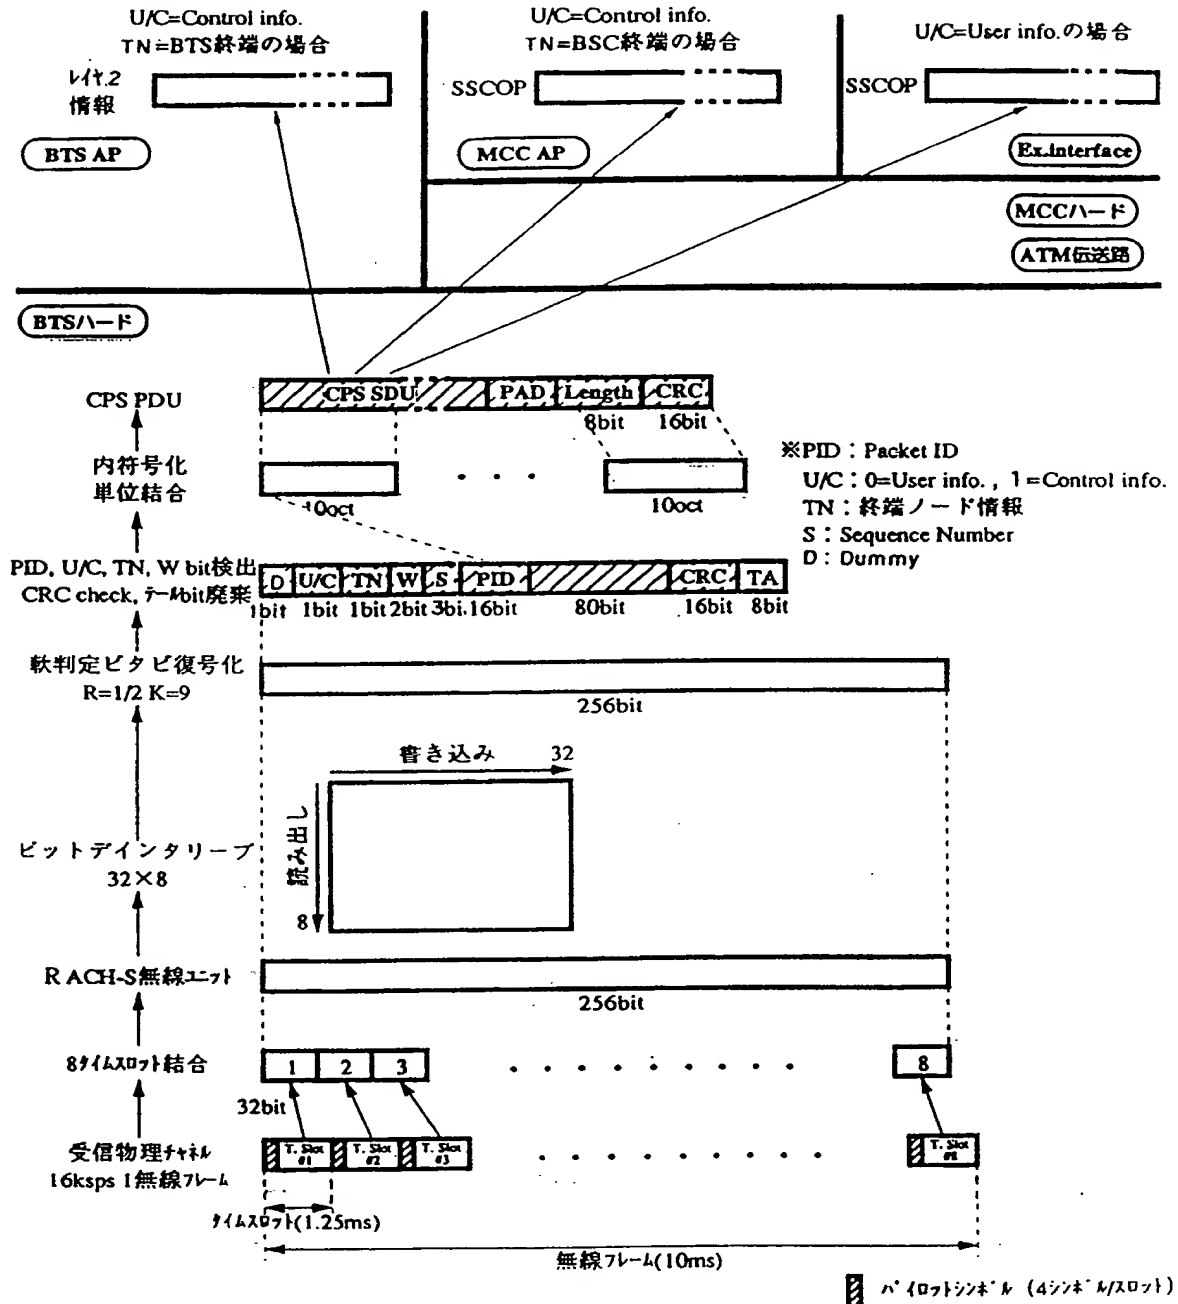 U/C=Control info.
TN=BTS終端の場合
U/C=Control info.
TN=BSC終端の場合
U/C=User info.の場合
レイヤ.2
情報
SSCOP
SSCOP
BTS AP
MCC AP
Ex.interface
MCCハード
ATM伝送路
BTSハード
CPS PDU
CPS SDU
PAD
Length
CRC
8bit
16bit
内符号化
単位結合
10oct
10oct
※PID：Packet ID
U/C：0=User info. , 1=Control info.
TN：終端ノード情報
S：Sequence Number
D：Dummy
PID, U/C, TN, W bit検出
CRC check, テールbit廃棄
D U/C TN W S PID CRC TA
1bit 1bit 1bit 2bit 3bi. 16bit 80bit 16bit 8bit
軟判定ビタビ復号化
R=1/2 K=9
256bit
書き込み 32
読み出し
8
ビットデインタリーブ
32×8
RACH-S無線ユニット
256bit
8タイムスロット結合
1 2 3 8
32bit
受信物理チャネル
16ksps 1無線フレーム
T. Slot #1
T. Slot #2
T. Slot #3
T. Slot #8
タイムスロット(1.25ms)
無線フレーム(10ms)
パイロットシンボル (4シンボル/スロット)